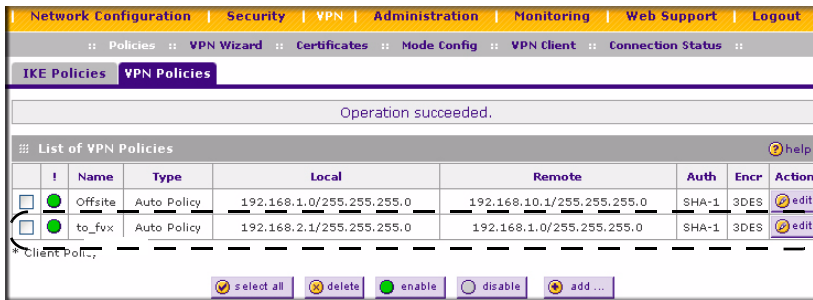 Network Configuration | Security | VPN | Administration | Monitoring | Web Support | Logout
:: Policies :: VPN Wizard :: Certificates :: Mode Config :: VPN Client :: Connection Status ::
IKE Policies VPN Policies
Operation succeeded.
List of VPN Policies ? help
! Name Type Local Remote Auth Encr Action
Offsite Auto Policy 192.168.1.0/255.255.255.0 192.168.10.1/255.255.255.0 SHA-1 3DES edit
to_fvx Auto Policy 192.168.2.1/255.255.255.0 192.168.1.0/255.255.255.0 SHA-1 3DES edit
* Client
select all delete enable disable add ...